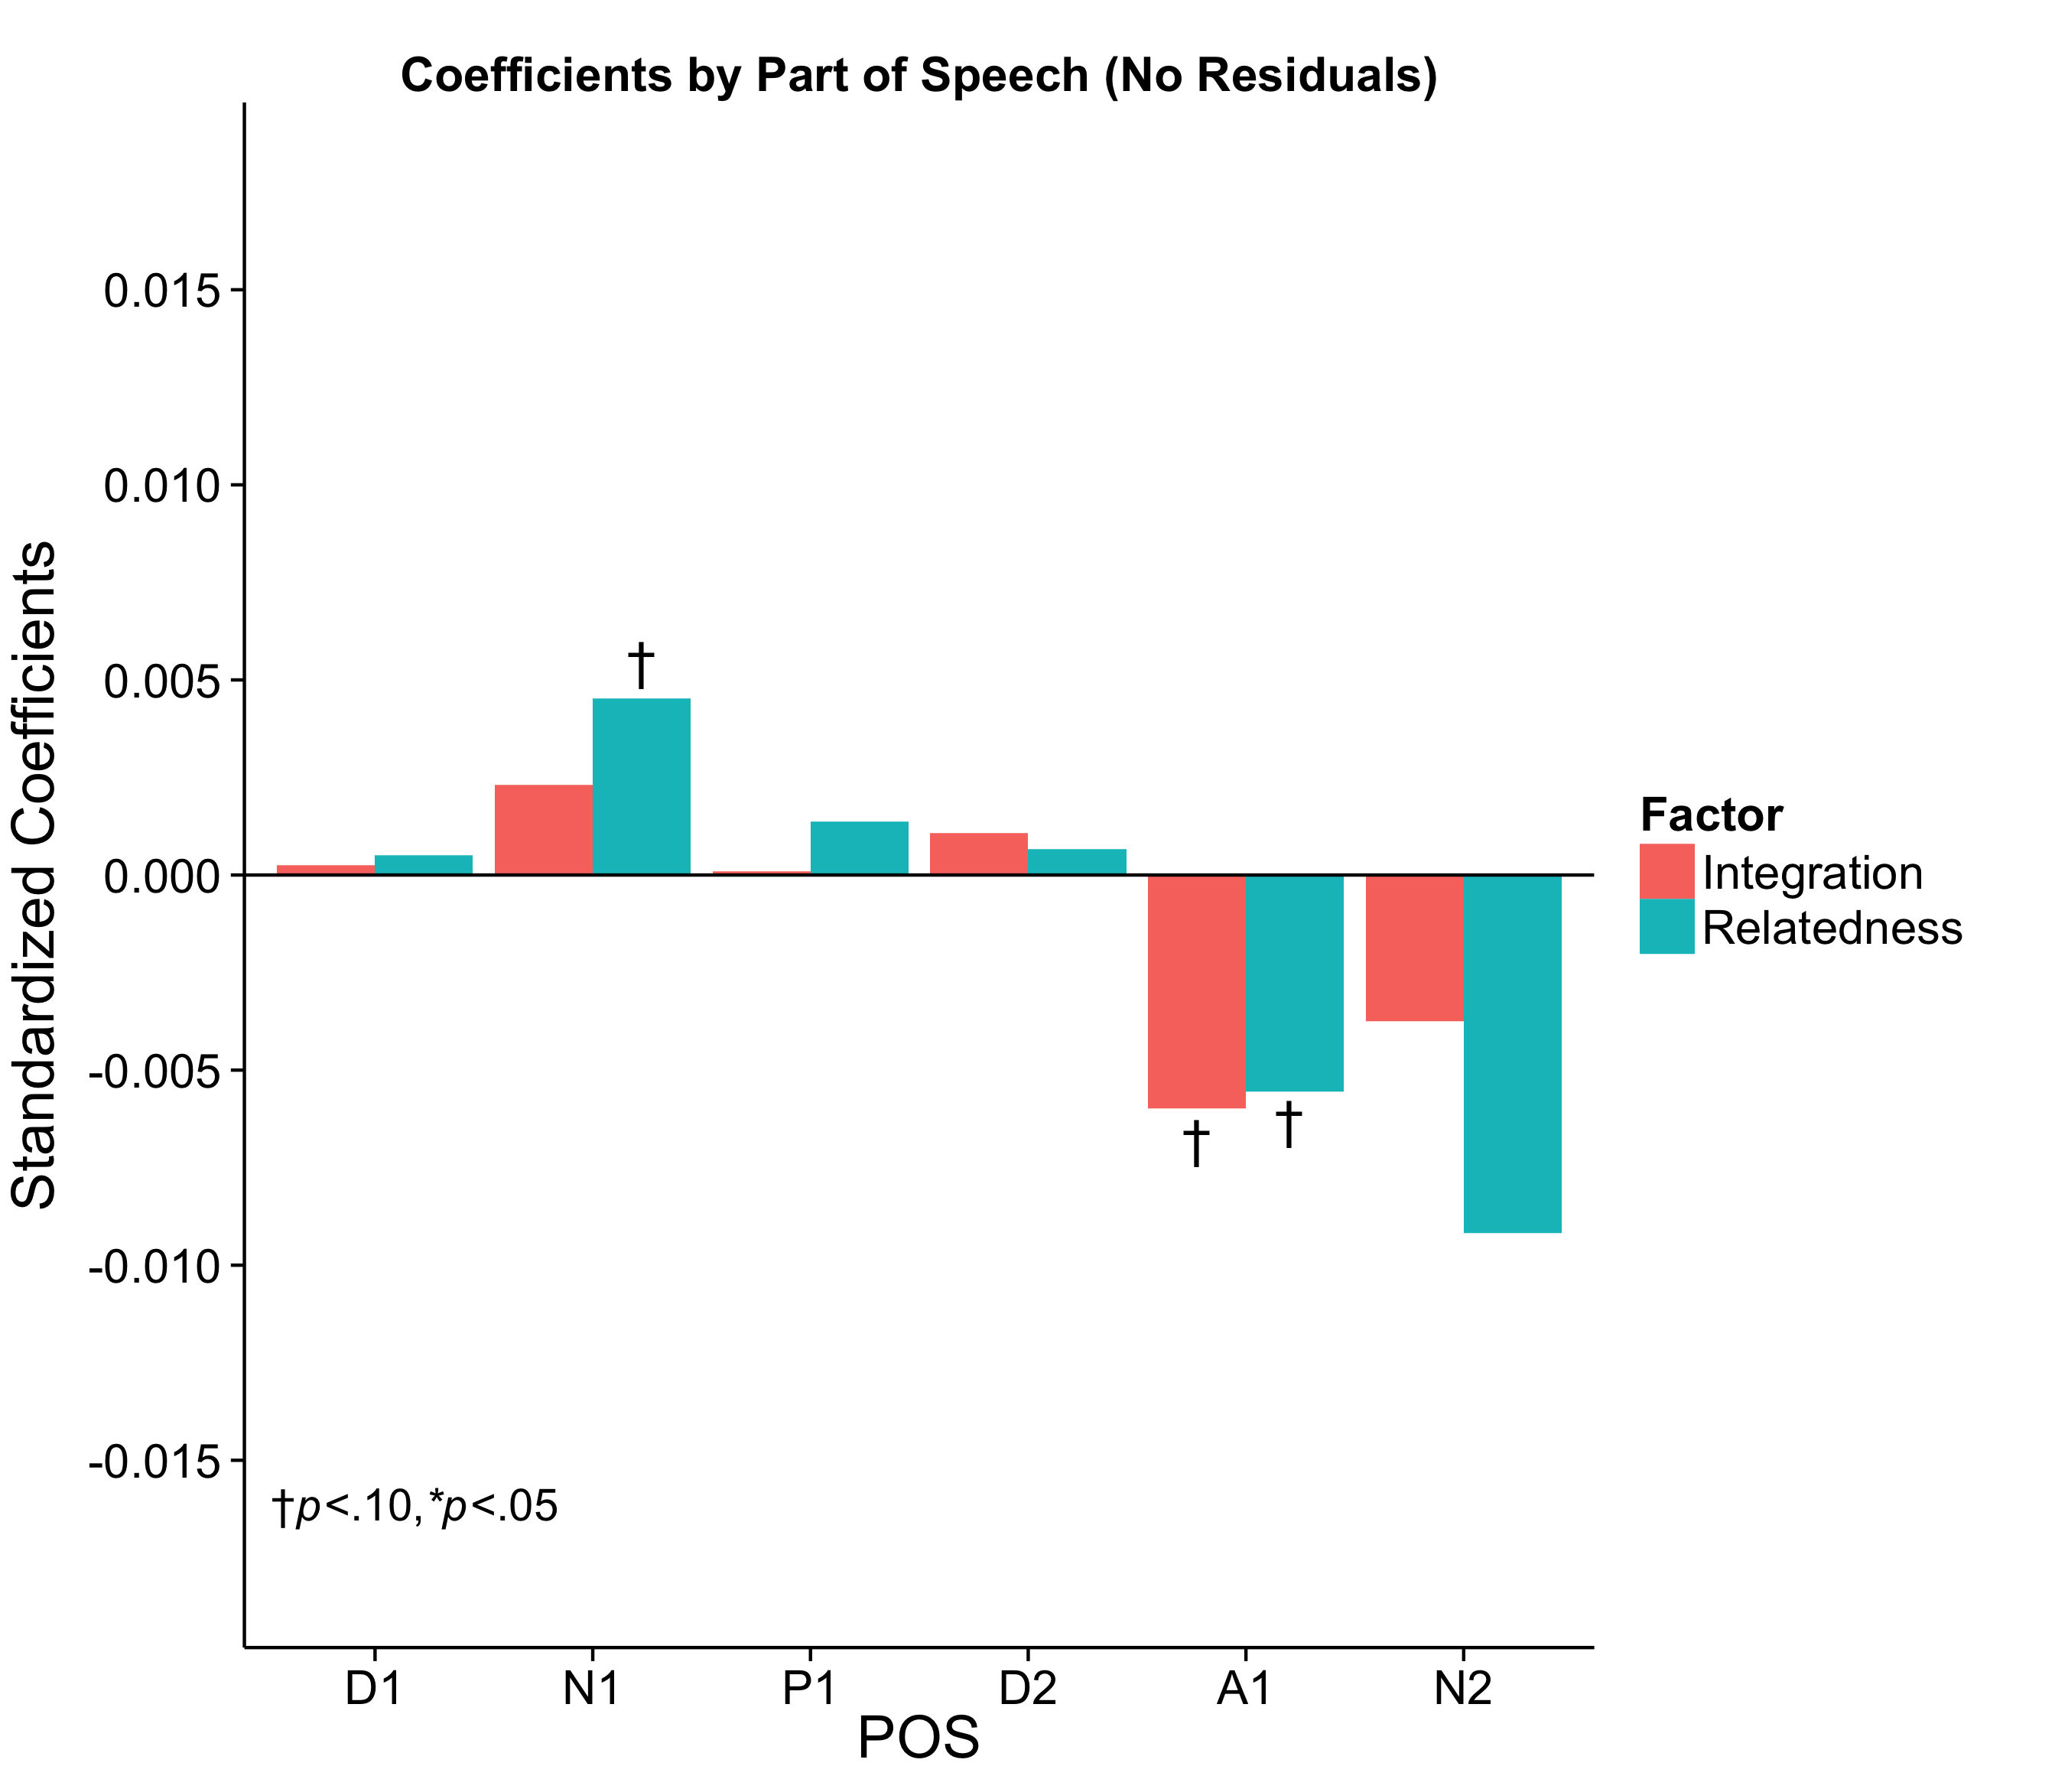 Coefficients by Part of Speech (No Residuals)
Standardized Coefficients
0.015
0.010
0.005
0.000
-0.005
-0.010
-0.015
†
†
†
†p<.10,*p<.05
D1 N1 P1 D2 A1 N2
POS
Factor
Integration
Relatedness